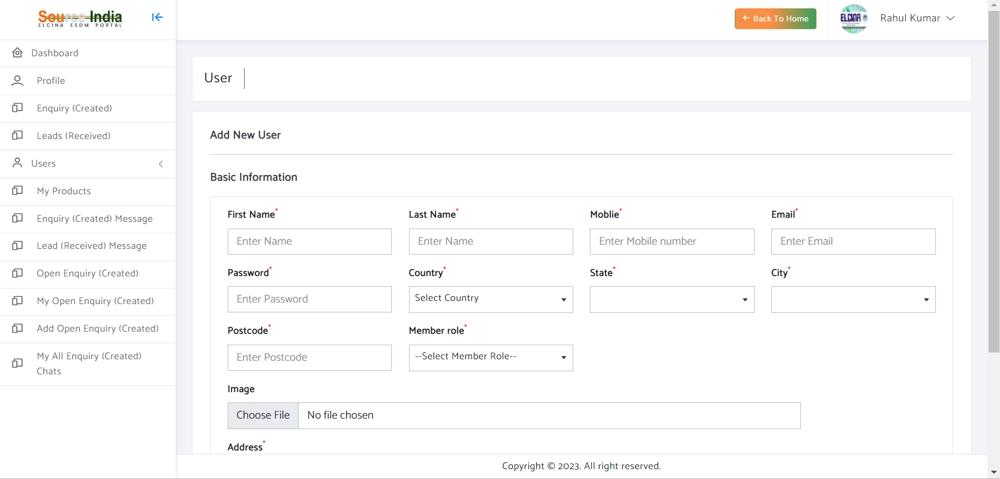 Source India
ELCINA ESDM PORTAL
Back To Home
ELCINA
Rahul Kumar
Dashboard
Profile
Enquiry (Created)
Leads (Received)
Users
My Products
Enquiry (Created) Message
Lead (Received) Message
Open Enquiry (Created)
My Open Enquiry (Created)
Add Open Enquiry (Created)
My All Enquiry (Created)
Chats
User
Add New User
Basic Information
First Name* Last Name* Moblie* Email*
Enter Name Enter Name Enter Mobile number Enter Email
Password* Country* State* City*
Enter Password Select Country
Postcode* Member role*
Enter Postcode --Select Member Role--
Image
Choose File No file chosen
Address*
Copyright © 2023. All right reserved.